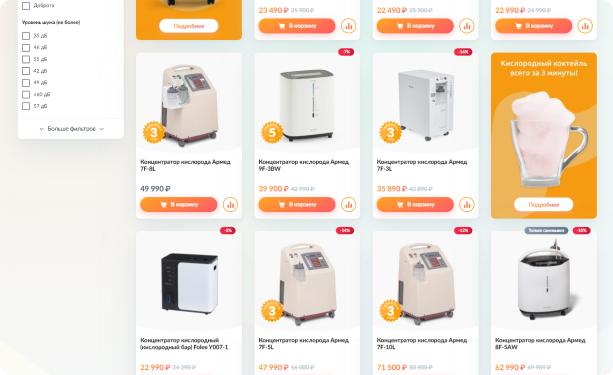 Доброта
Уровень шума (не более)
35 дБ
46 дБ
55 дБ
42 дБ
49 дБ
≤60 дБ
57 дБ
Больше фильтров
Подробнее
23 490 ₽ 25 900 ₽
В корзину
22 490 ₽ 25 900 ₽
В корзину
22 990 ₽ 24 990 ₽
В корзину
3
Концентратор кислорода Армед
7F-8L
49 990 ₽
В корзину
-7%
5
Концентратор кислорода Армед
9F-3BW
39 900 ₽ 42 990 ₽
В корзину
-16%
3
Концентратор кислорода Армед
7F-3L
35 890 ₽ 42 890 ₽
В корзину
Кислородный коктейль
всего за 3 минуты!
Подробнее
-5%
Концентратор кислородный
(кислородный бар) Folee Y007-1
22 990 ₽ 24 290 ₽
-14%
3
Концентратор кислорода Армед
7F-5L
47 990 ₽ 56 000 ₽
-12%
3
Концентратор кислорода Армед
7F-10L
71 500 ₽ 80 900 ₽
Только самовывоз
-10%
Концентратор кислорода Армед
8F-5AW
62 990 ₽ 69 989 ₽